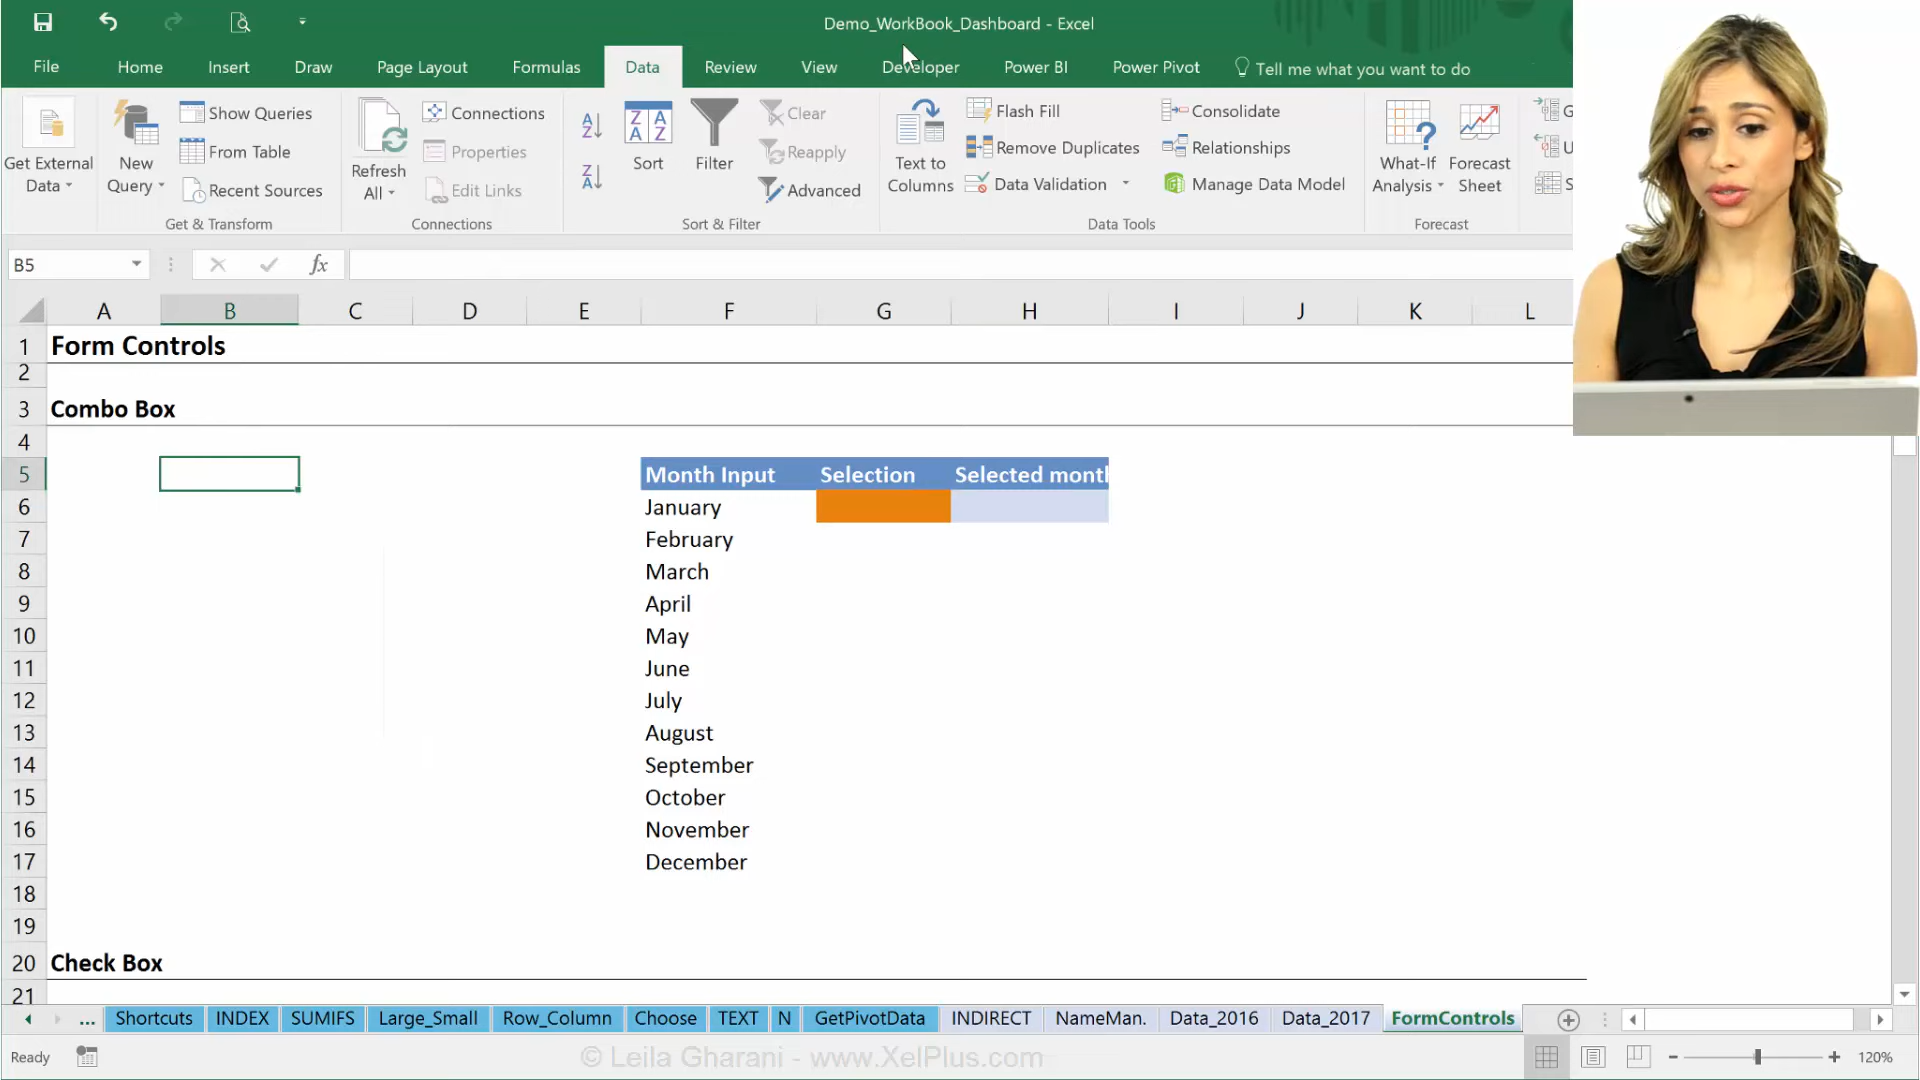 Demo_WorkBook_Dashboard - Excel
File Home Insert Draw Page Layout Formulas Data Review View Developer Power BI Power Pivot Tell me what you want to do
Get External Data
New Query
Show Queries
From Table
Recent Sources
Get & Transform
Refresh All
Connections
Properties
Edit Links
Connections
Sort
Filter
Clear
Reapply
Advanced
Sort & Filter
Text to Columns
Flash Fill
Remove Duplicates
Data Validation
Consolidate
Relationships
Manage Data Model
Data Tools
What-If Analysis
Forecast Sheet
Forecast
B5 fx
A B C D E F G H I J K L
1 Form Controls
2
3 Combo Box
4
5 Month Input Selection Selected month
6 January
7 February
8 March
9 April
10 May
11 June
12 July
13 August
14 September
15 October
16 November
17 December
18
19
20 Check Box
21
... Shortcuts INDEX SUMIFS Large_Small Row_Column Choose TEXT N GetPivotData INDIRECT NameMan. Data_2016 Data_2017 FormControls
Ready © Leila Gharani - www.XelPlus.com 120%